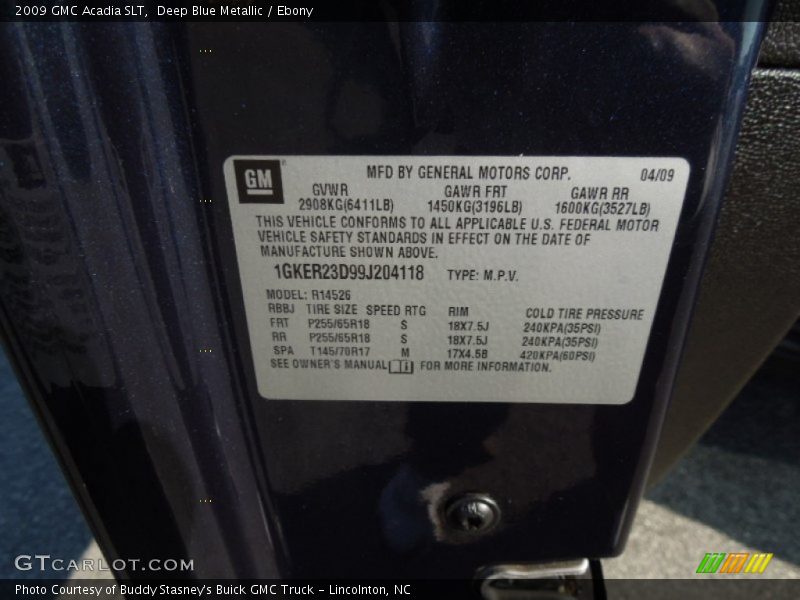 2009 GMC Acadia SLT,  Deep Blue Metallic / Ebony
GM
MFD BY GENERAL MOTORS CORP. 04/09
GVWR GAWR FRT GAWR RR
2908KG(6411LB) 1450KG(3196LB) 1600KG(3527LB)
THIS VEHICLE CONFORMS TO ALL APPLICABLE U.S. FEDERAL MOTOR
VEHICLE SAFETY STANDARDS IN EFFECT ON THE DATE OF
MANUFACTURE SHOWN ABOVE.
1GKER23D99J204118 TYPE: M.P.V.
MODEL: R14526
RBBJ TIRE SIZE SPEED RTG RIM COLD TIRE PRESSURE
FRT P255/65R18 S 18X7.5J 240KPA(35PSI)
RR P255/65R18 S 18X7.5J 240KPA(35PSI)
SPA T145/70R17 M 17X4.5B 420KPA(60PSI)
SEE OWNER'S MANUAL FOR MORE INFORMATION.
GTCARLOT.COM
Photo Courtesy of Buddy Stasney's Buick GMC Truck - Lincolnton, NC